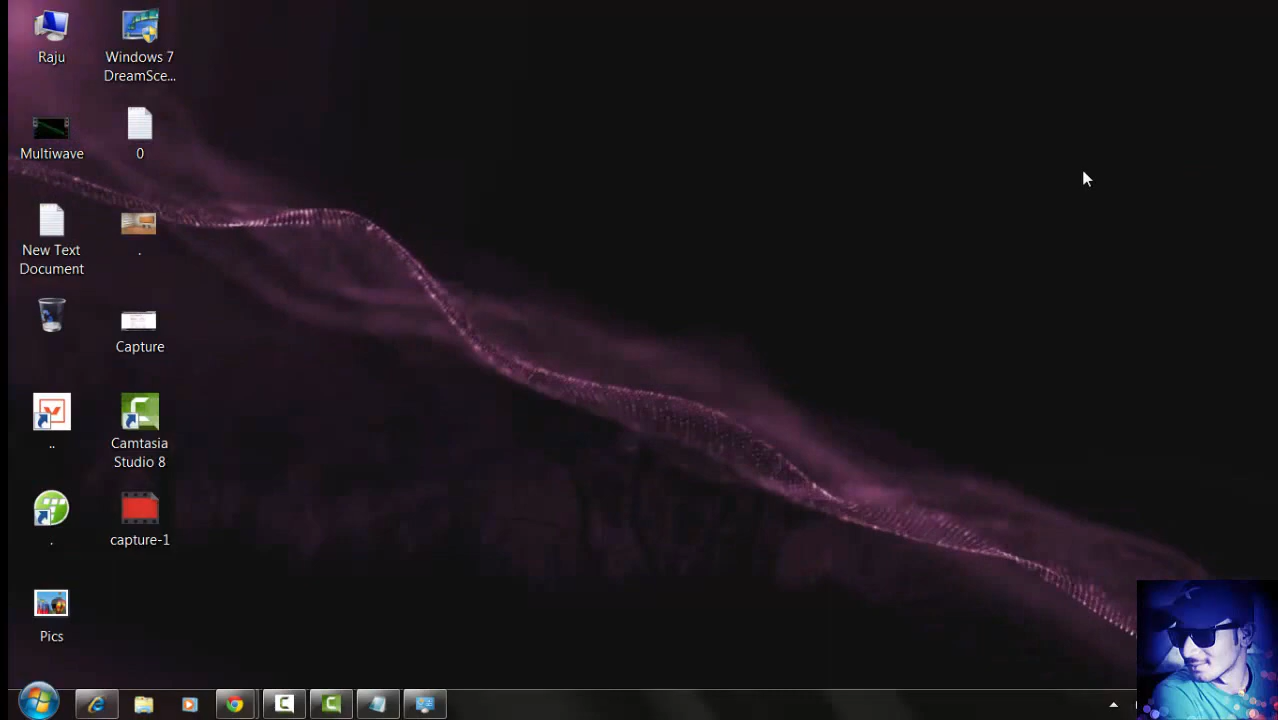 Raju
Windows 7
DreamSce...
Multiwave
0
New Text
Document
.
Capture
..
Camtasia
Studio 8
.
capture-1
Pics